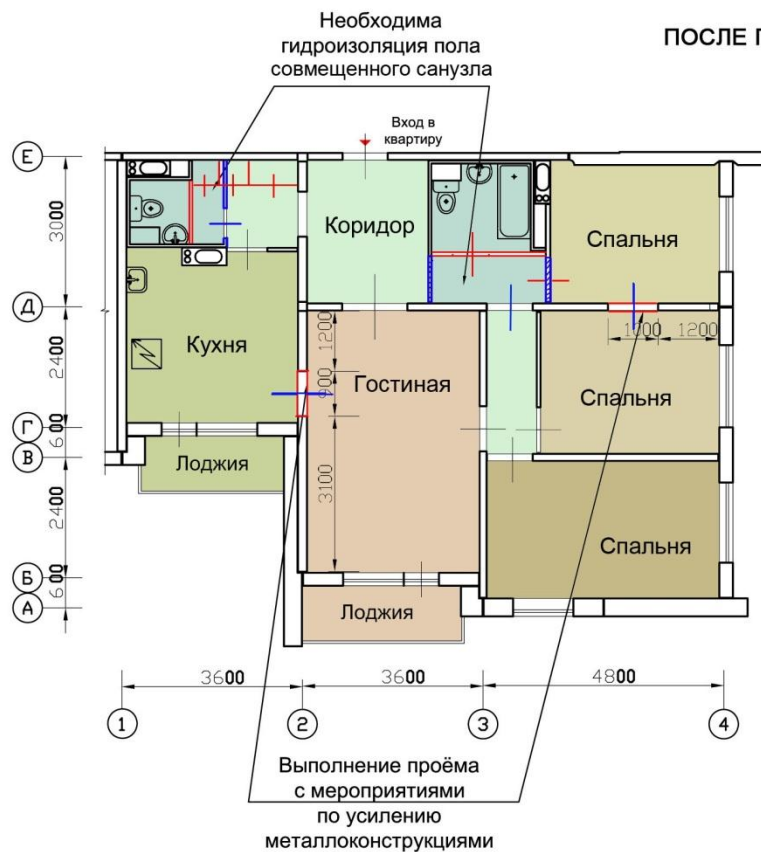 Необходима
гидроизоляция пола
совмещенного санузла
ПОСЛЕ П
Вход в
квартиру
Е
3000
Коридор
Спальня
Д
2400
Кухня
1200
1000
1200
900
Гостиная
Спальня
Г
600
В
Лоджия
3100
2400
Спальня
Б
600
А
Лоджия
3600
3600
4800
1
2
3
4
Выполнение проёма
с мероприятиями
по усилению
металлоконструкциями